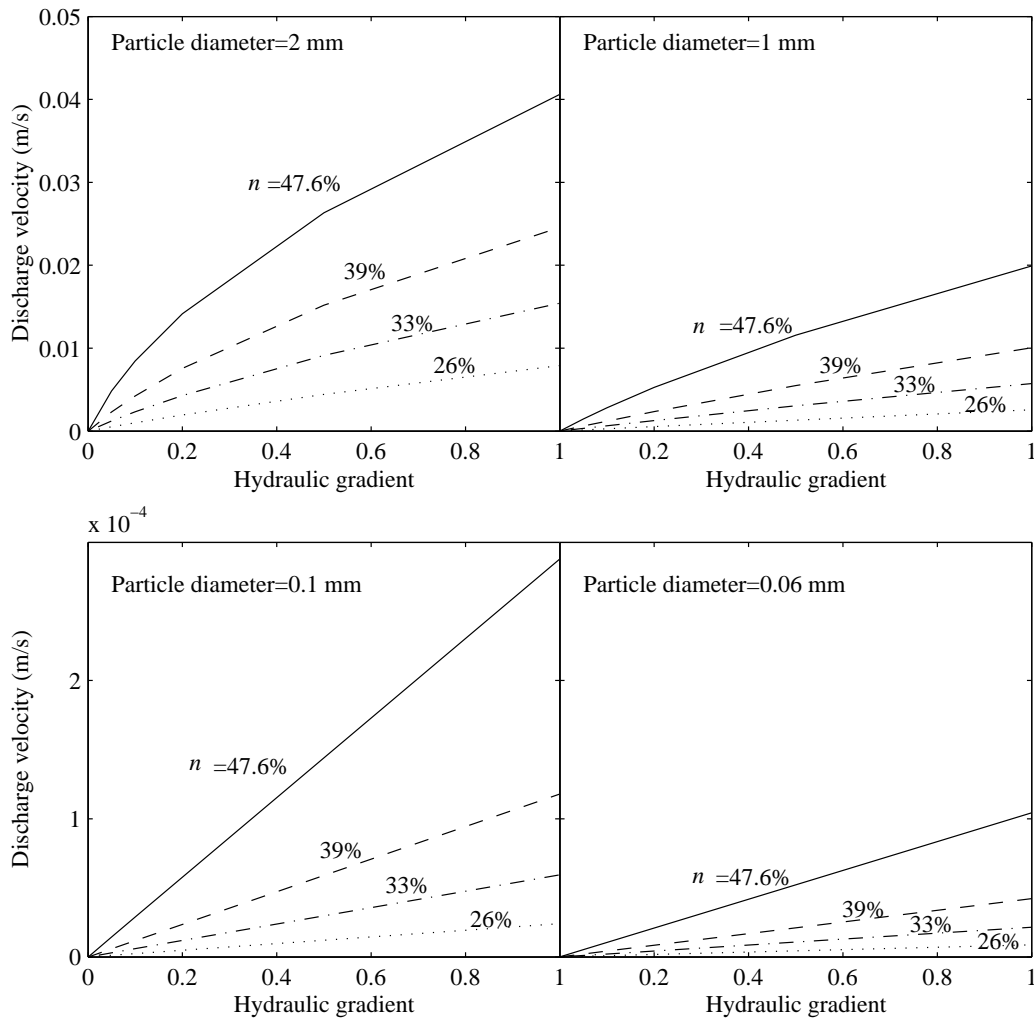 Particle diameter=2 mm
Particle diameter=1 mm
Discharge velocity (m/s)
0.05
0.04
0.03
0.02
0.01
0
n =47.6%
39%
33%
26%
n =47.6%
39%
33%
26%
0 0.2 0.4 0.6 0.8 1 0.2 0.4 0.6 0.8 1
Hydraulic gradient
Hydraulic gradient
x 10⁻⁴
Particle diameter=0.1 mm
Particle diameter=0.06 mm
Discharge velocity (m/s)
2
1
0
n =47.6%
39%
33%
26%
n =47.6%
39%
33%
26%
0 0.2 0.4 0.6 0.8 1 0.2 0.4 0.6 0.8 1
Hydraulic gradient
Hydraulic gradient